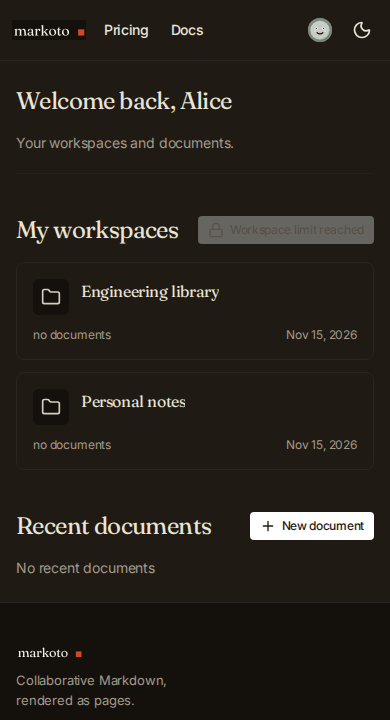 markoto
Pricing
Docs
Welcome back, Alice
Your workspaces and documents.
My workspaces
Workspace limit reached
Engineering library
no documents
Nov 15, 2026
Personal notes
no documents
Nov 15, 2026
Recent documents
New document
No recent documents
markoto
Collaborative Markdown,
rendered as pages.